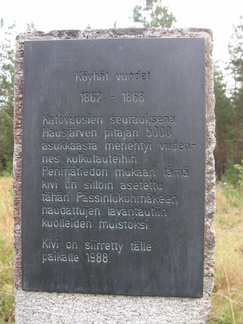 Köyhät vuodet
1862 - 1868
Katovuosien seurauksena
Hausjärven pitäjän 5000
asukkaasta menehtyi viiden-
nes kulkutauteihin.
Perimätiedon mukaan tämä
kivi on silloin asetettu
tähän Passinlukonmäkeen
haudattujen lavantautiin
kuolleiden muistoksi.
Kivi on siirretty tälle
paikalle 1988.